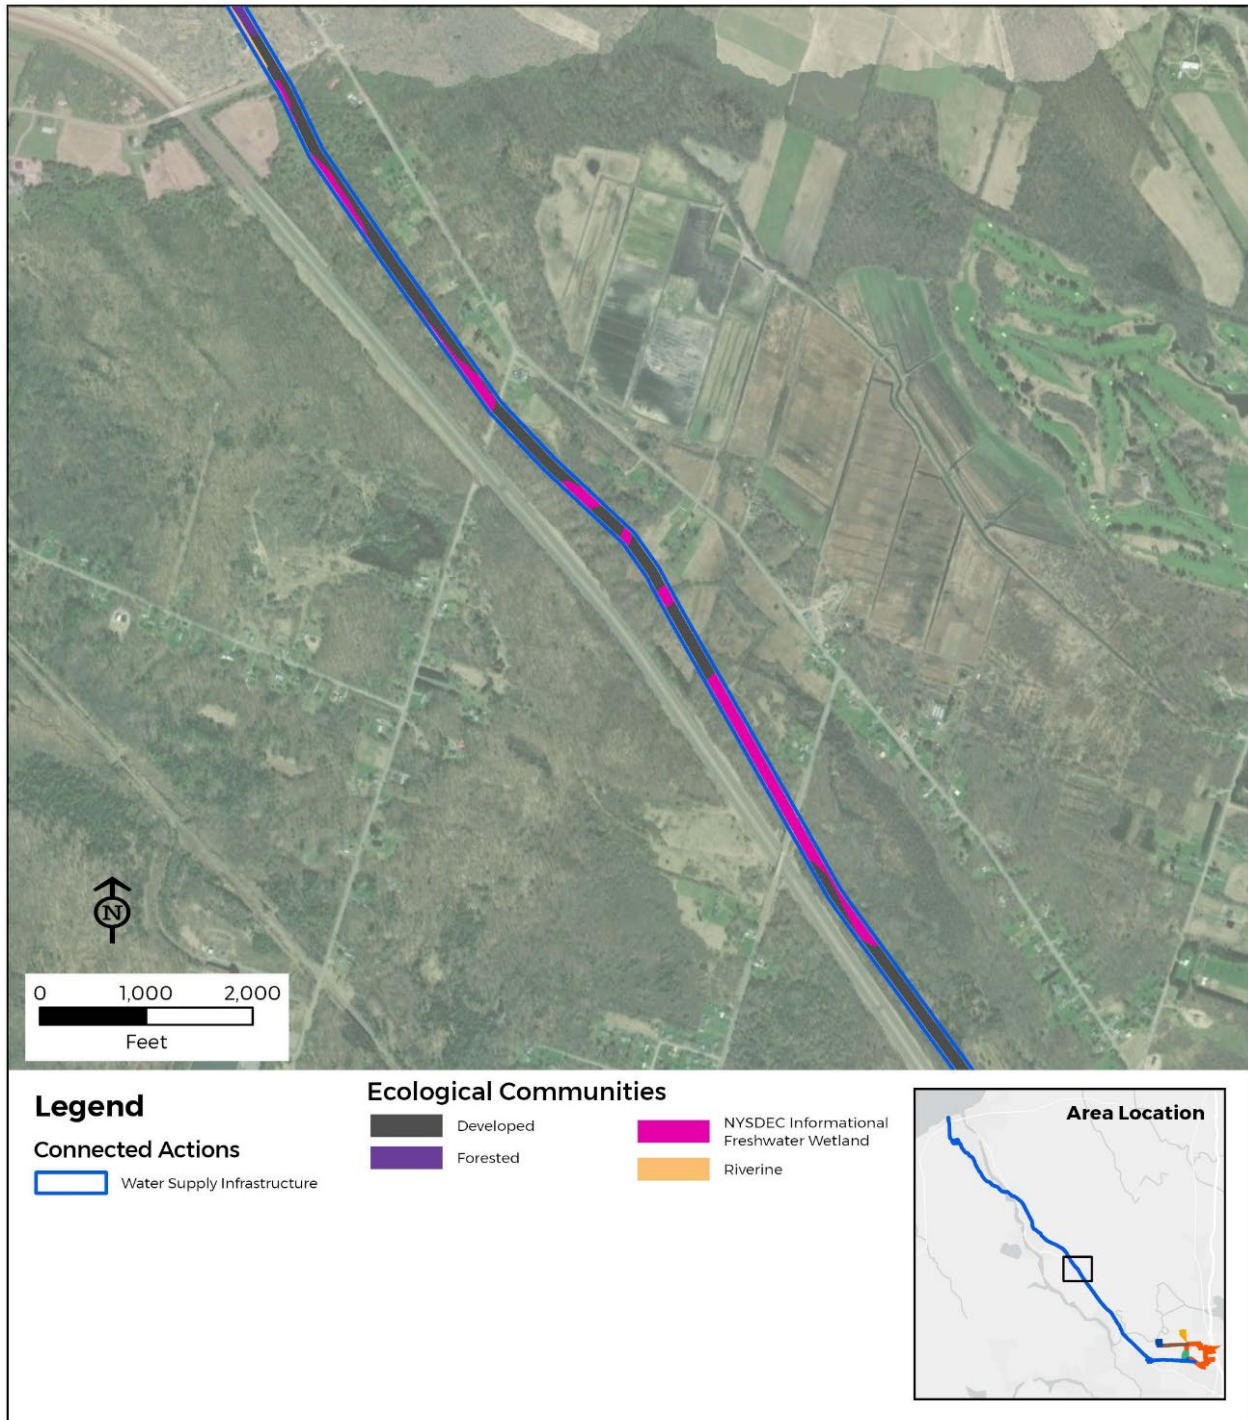 N
0 1,000 2,000
Feet
Legend
Connected Actions
Water Supply Infrastructure
Ecological Communities
Developed
Forested
NYSDEC Informational
Freshwater Wetland
Riverine
Area Location